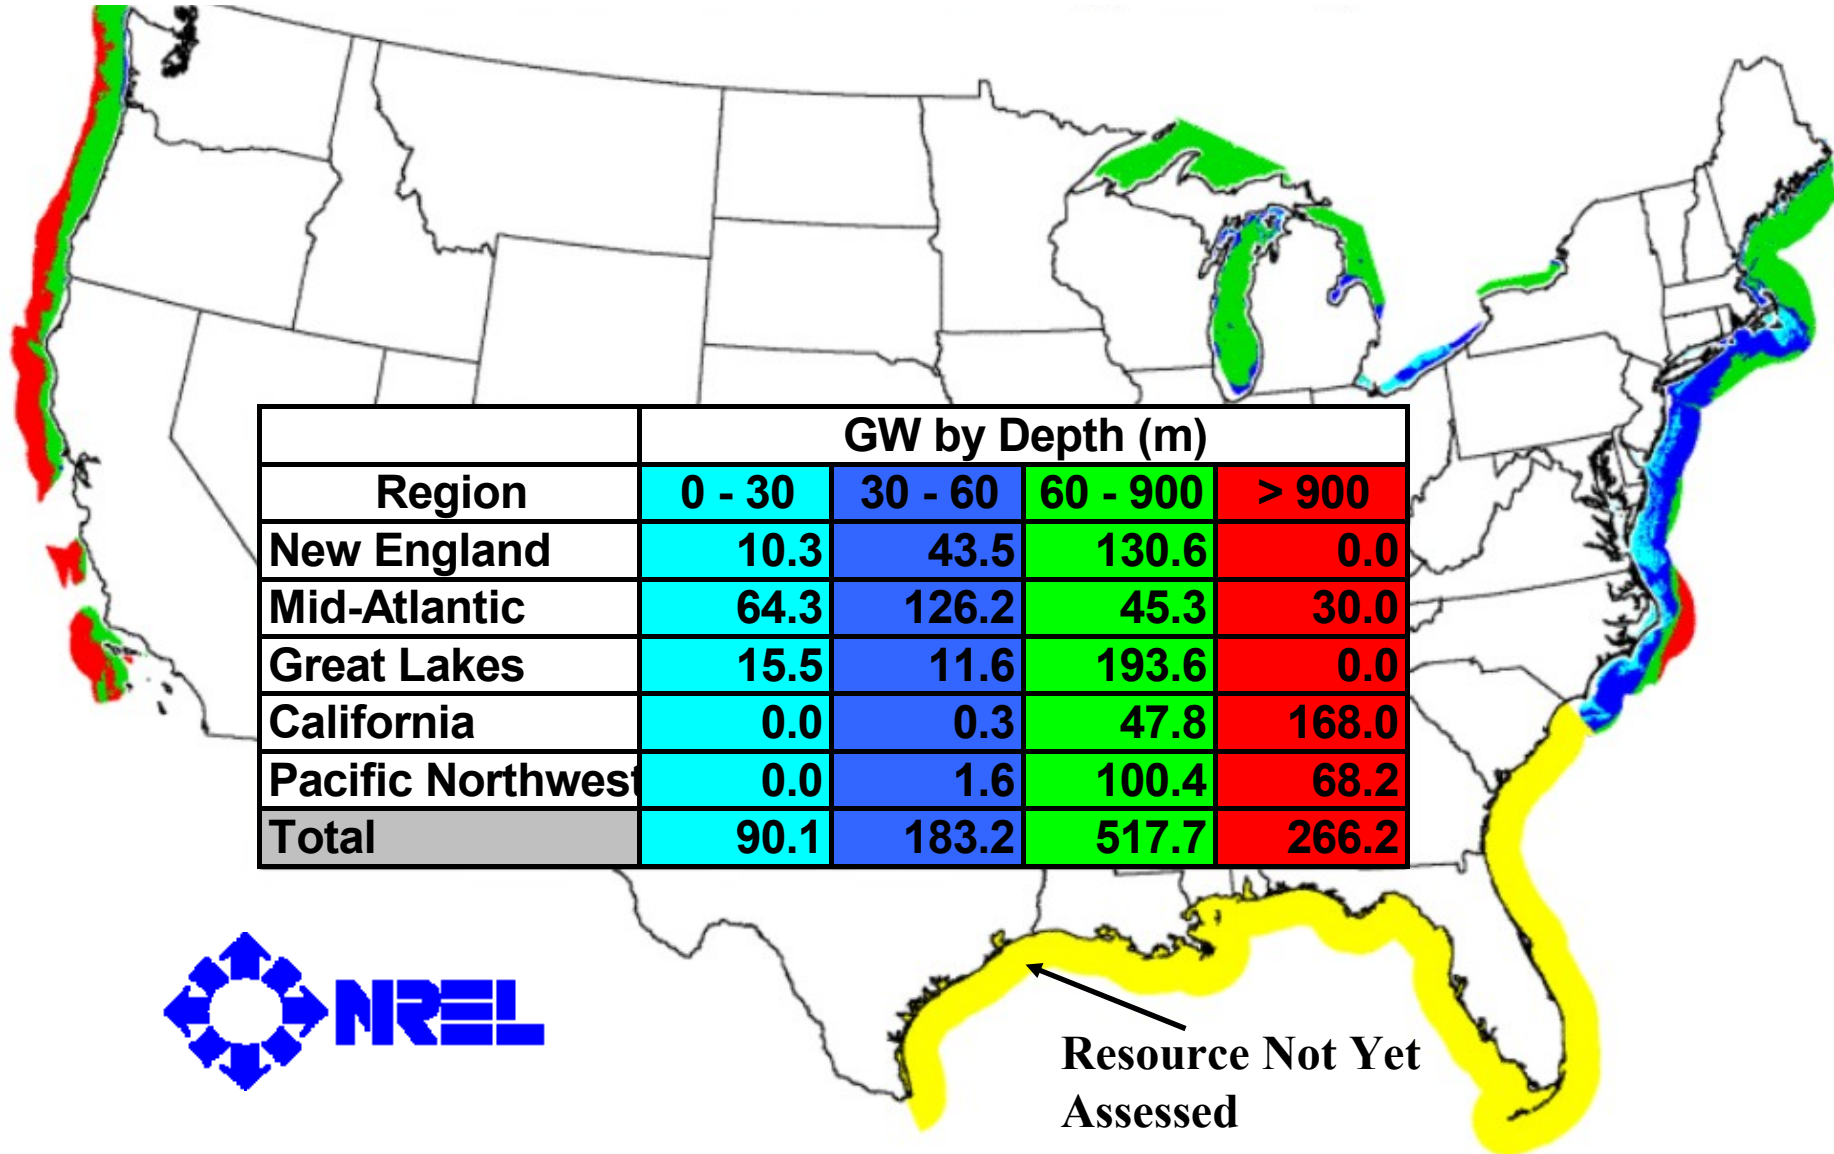 GW by Depth (m)
Region 0 - 30 30 - 60 60 - 900 > 900
New England 10.3 43.5 130.6 0.0
Mid-Atlantic 64.3 126.2 45.3 30.0
Great Lakes 15.5 11.6 193.6 0.0
California 0.0 0.3 47.8 168.0
Pacific Northwest 0.0 1.6 100.4 68.2
Total 90.1 183.2 517.7 266.2
NREL
Resource Not Yet
Assessed